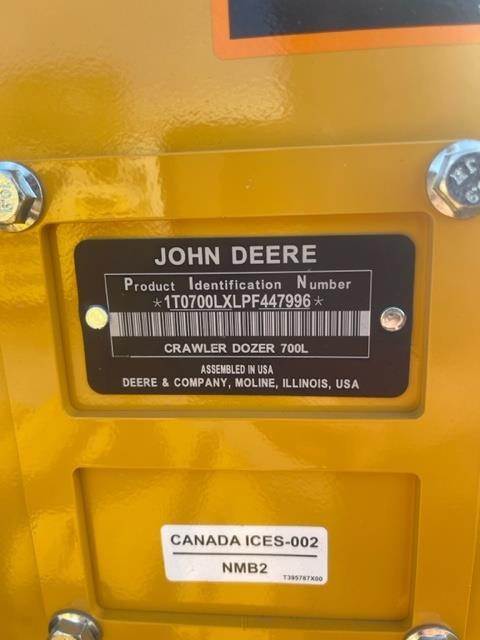 JOHN DEERE
Product Identification Number
*1T0700LXLPF447996*
CRAWLER DOZER 700L
ASSEMBLED IN USA
DEERE & COMPANY, MOLINE, ILLINOIS, USA
CANADA ICES-002
NMB2
T395787X00